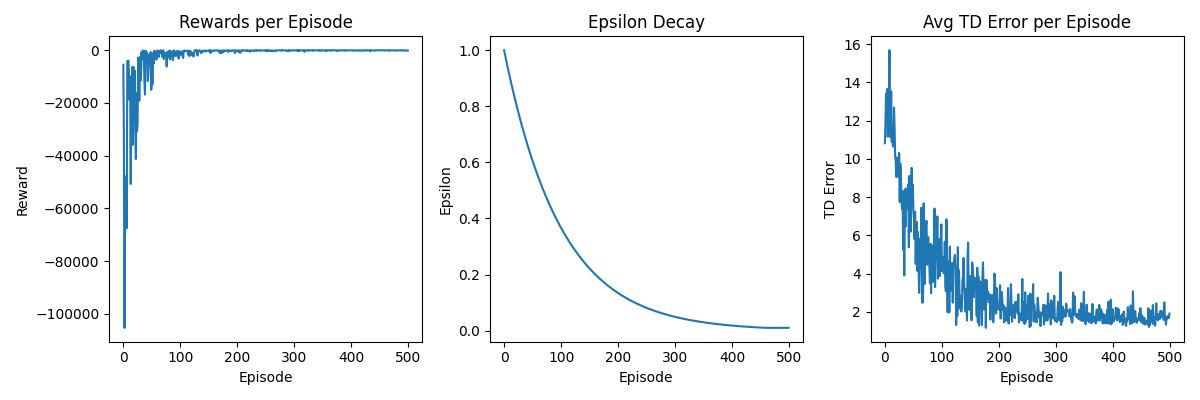 Rewards per Episode
0
−20000
−40000
−60000
−80000
−100000
Reward
0 100 200 300 400 500
Episode
Epsilon Decay
1.0
0.8
0.6
0.4
0.2
0.0
Epsilon
0 100 200 300 400 500
Episode
Avg TD Error per Episode
16
14
12
10
8
6
4
2
TD Error
0 100 200 300 400 500
Episode